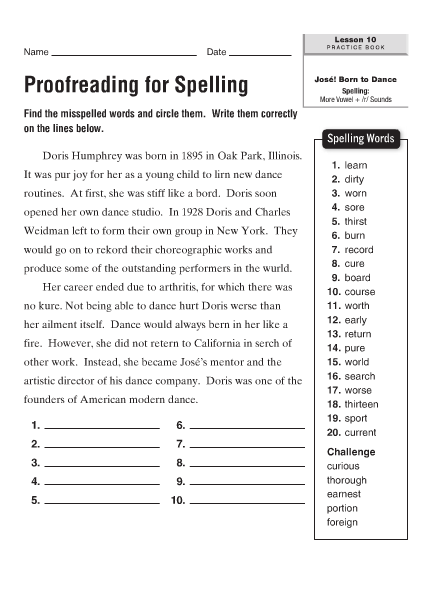 Lesson 10
PRACTICE BOOK
Name
Date
José! Born to Dance
Spelling:
More Vowel + /r/ Sounds
Proofreading for Spelling
Find the misspelled words and circle them. Write them correctly
on the lines below.
Doris Humphrey was born in 1895 in Oak Park, Illinois.
It was pur joy for her as a young child to lirn new dance
routines. At first, she was stiff like a bord. Doris soon
opened her own dance studio. In 1928 Doris and Charles
Weidman left to form their own group in New York. They
would go on to rekord their choreographic works and
produce some of the outstanding performers in the wurld.
Her career ended due to arthritis, for which there was
no kure. Not being able to dance hurt Doris werse than
her ailment itself. Dance would always bern in her like a
fire. However, she did not retern to California in serch of
other work. Instead, she became José's mentor and the
artistic director of his dance company. Doris was one of the
founders of American modern dance.
1.
2.
3.
4.
5.
6.
7.
8.
9.
10.
Spelling Words
1. learn
2. dirty
3. worn
4. sore
5. thirst
6. burn
7. record
8. cure
9. board
10. course
11. worth
12. early
13. return
14. pure
15. world
16. search
17. worse
18. thirteen
19. sport
20. current
Challenge
curious
thorough
earnest
portion
foreign